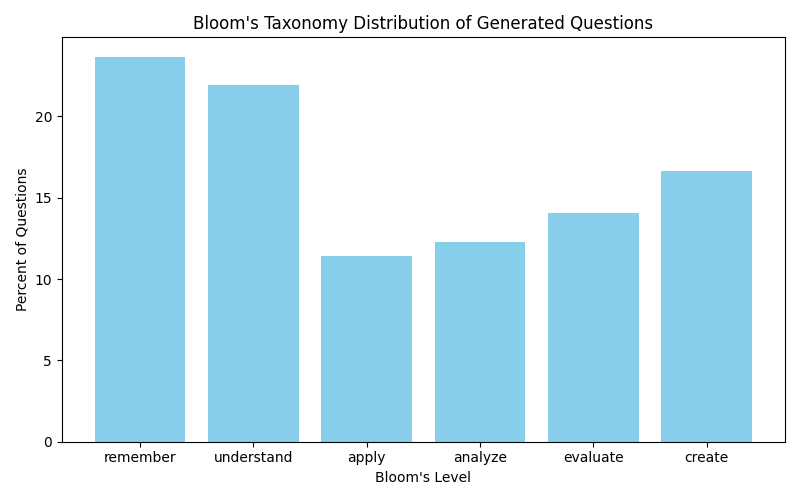 Bloom's Taxonomy Distribution of Generated Questions
Percent of Questions
20
15
10
5
0
remember understand apply analyze evaluate create
Bloom's Level